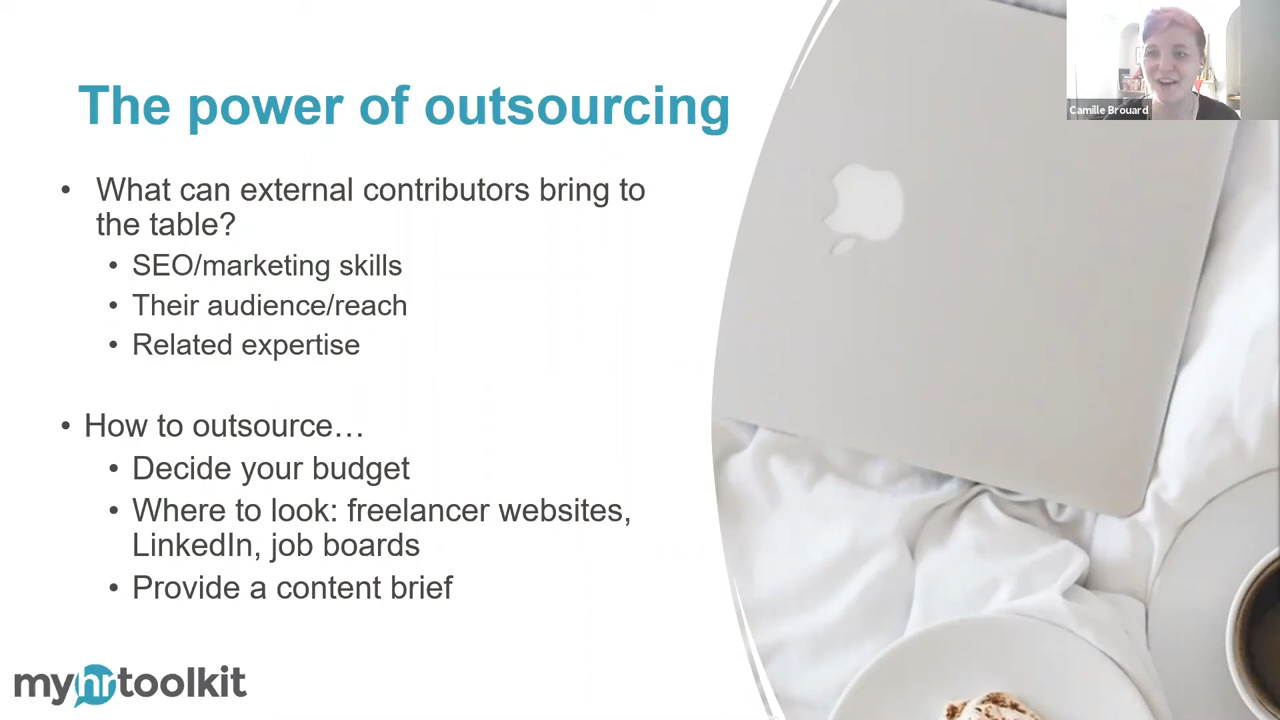 Camille Brouard
The power of outsourcing
• What can external contributors bring to
the table?
• SEO/marketing skills
• Their audience/reach
• Related expertise
• How to outsource…
• Decide your budget
• Where to look: freelancer websites,
LinkedIn, job boards
• Provide a content brief
myhrtoolkit